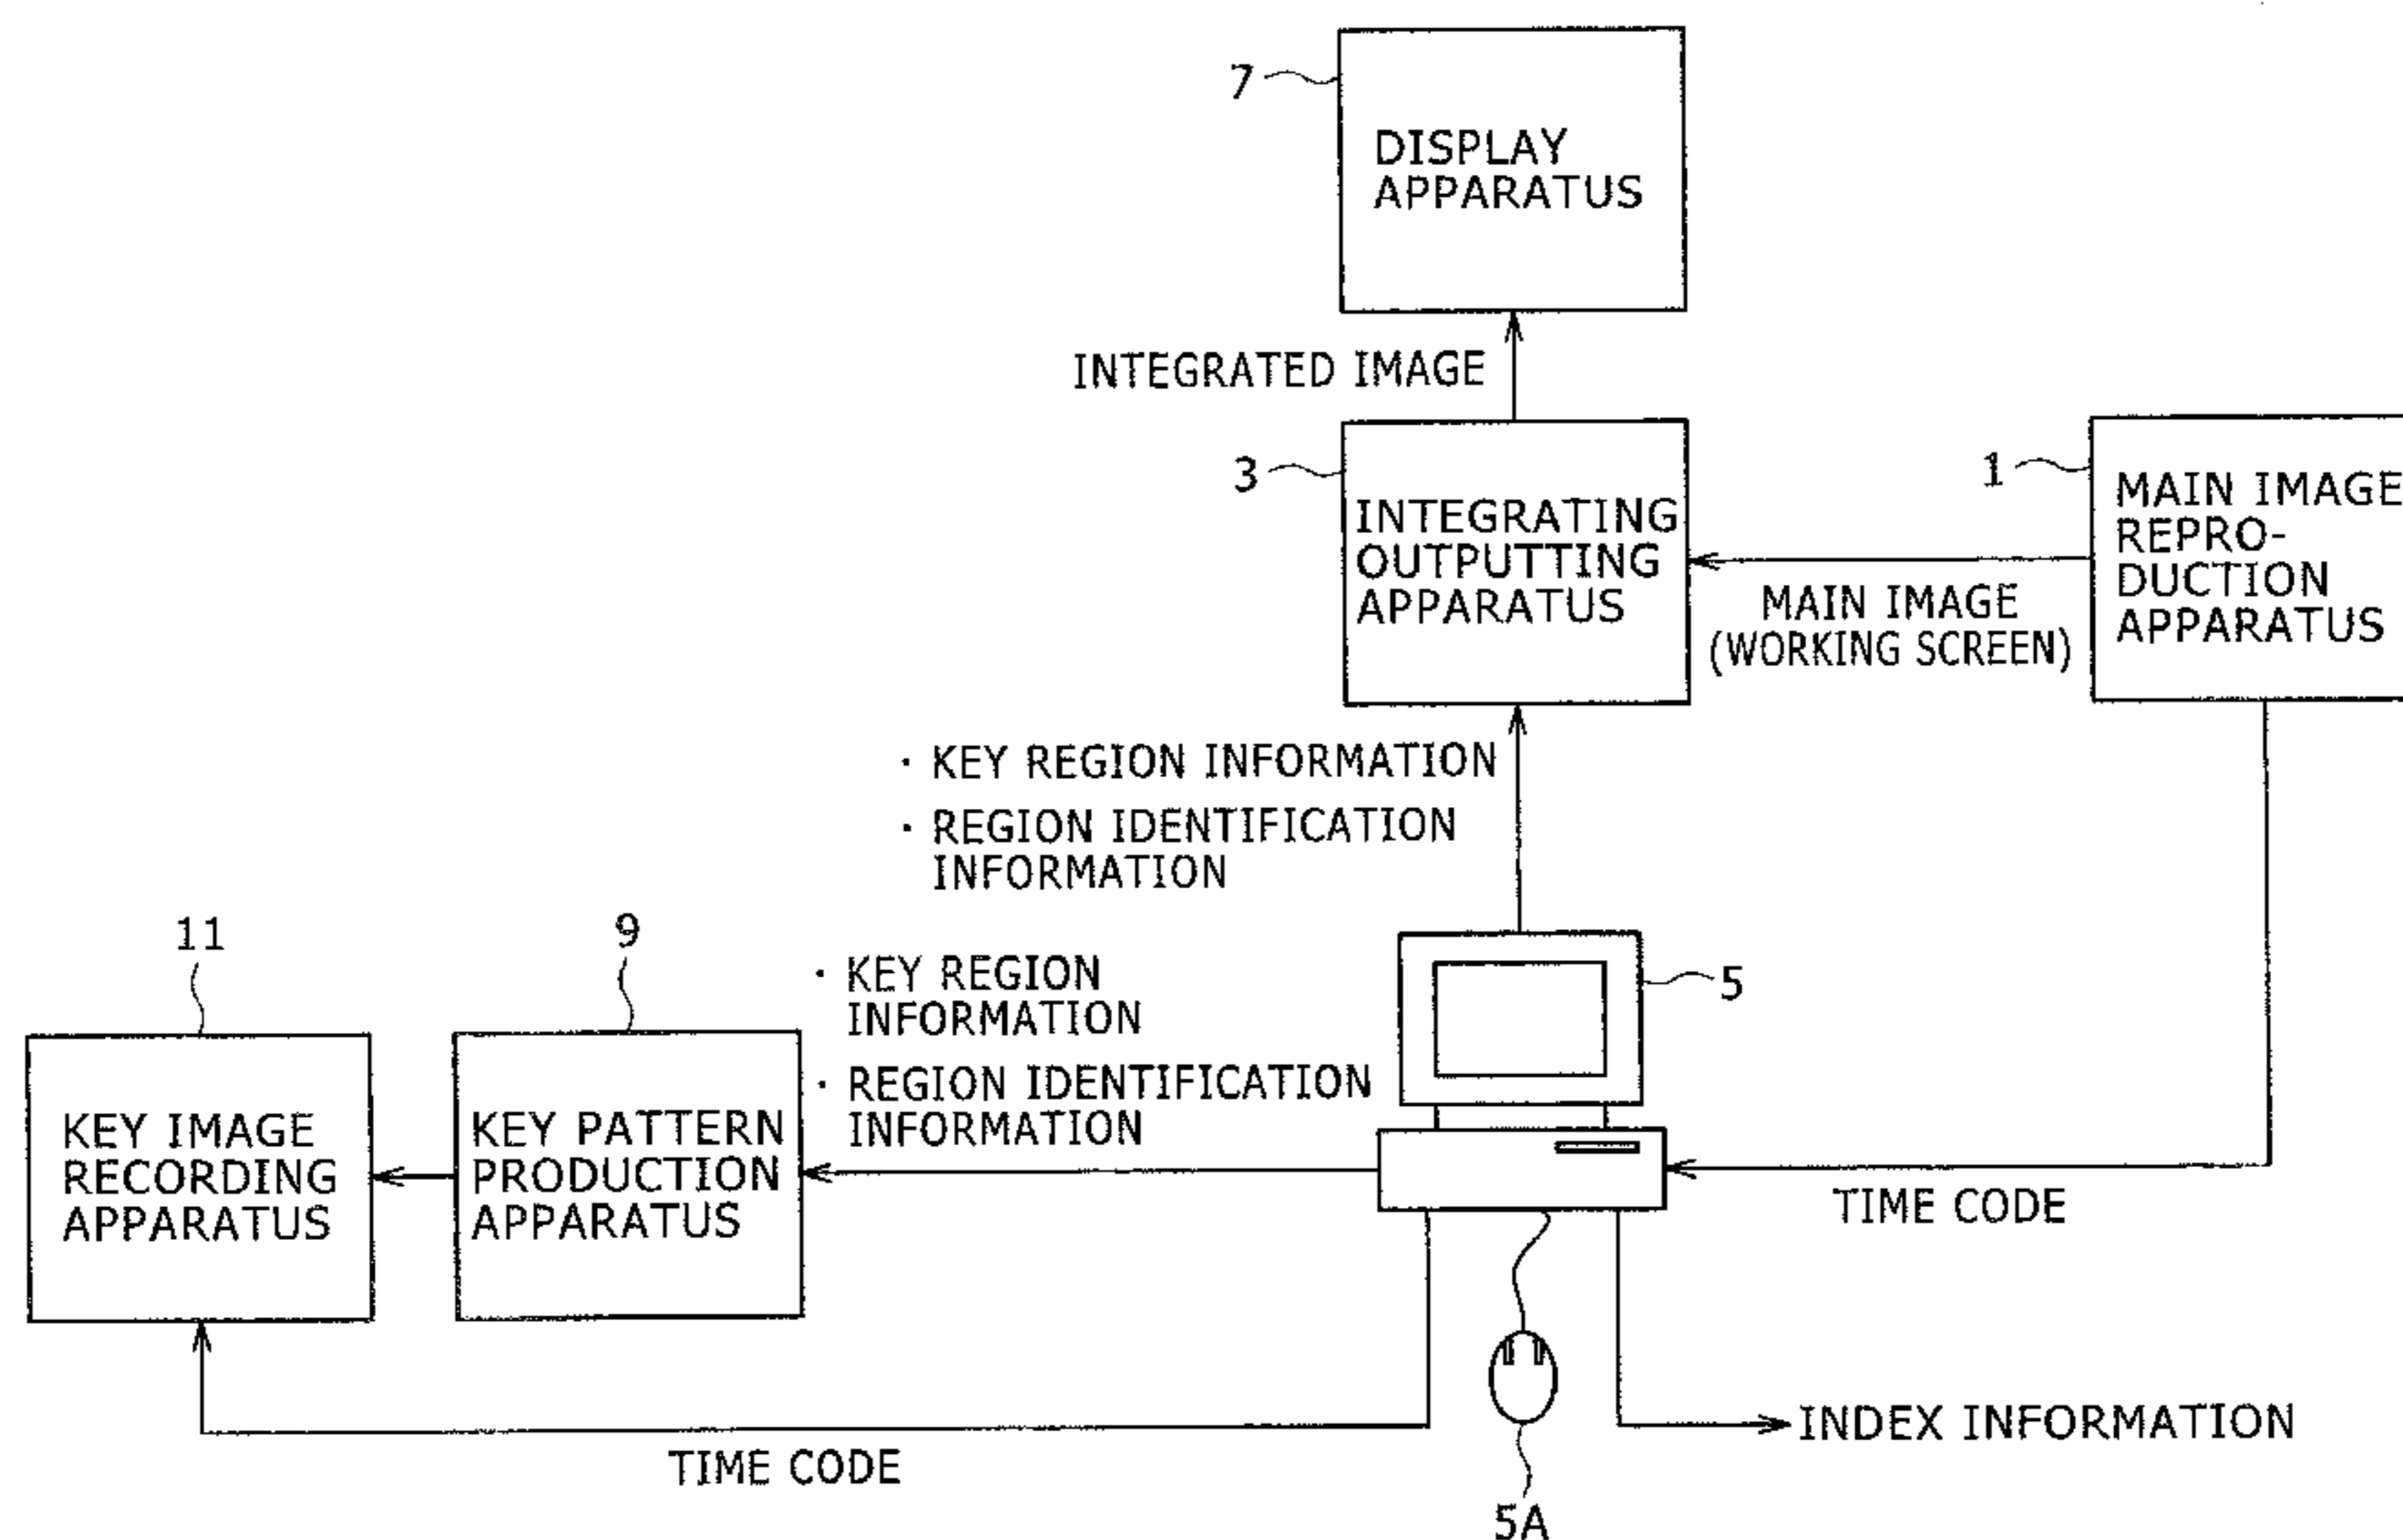 7
DISPLAY
APPARATUS
INTEGRATED IMAGE
3
INTEGRATING
OUTPUTTING
APPARATUS
1
MAIN IMAGE
REPRO-
DUCTION
APPARATUS
MAIN IMAGE
(WORKING SCREEN)
· KEY REGION INFORMATION
· REGION IDENTIFICATION
INFORMATION
11
9
· KEY REGION
INFORMATION
· REGION IDENTIFICATION
INFORMATION
5
KEY IMAGE
RECORDING
APPARATUS
KEY PATTERN
PRODUCTION
APPARATUS
TIME CODE
TIME CODE
INDEX INFORMATION
5A